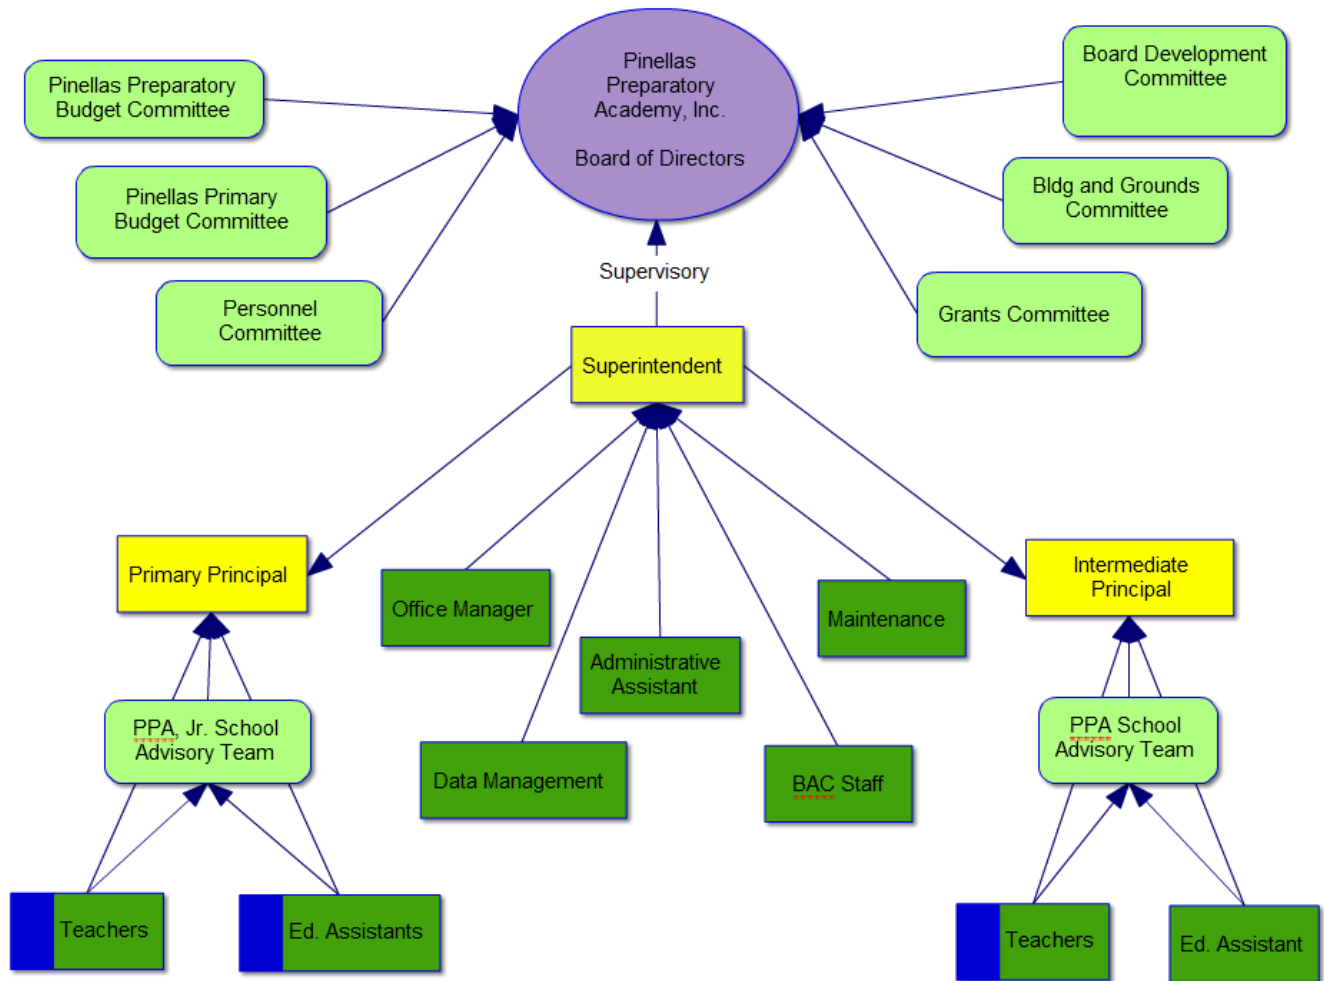 Pinellas Preparatory
Budget Committee
Pinellas
Preparatory
Academy, Inc.
Board of Directors
Board Development
Committee
Pinellas Primary
Budget Committee
Bldg and Grounds
Committee
Personnel
Committee
Supervisory
Grants Committee
Superintendent
Primary Principal
Office Manager
Administrative
Assistant
Maintenance
Intermediate
Principal
PPA, Jr. School
Advisory Team
Data Management
BAC Staff
PPA School
Advisory Team
Teachers
Ed. Assistants
Teachers
Ed. Assistant